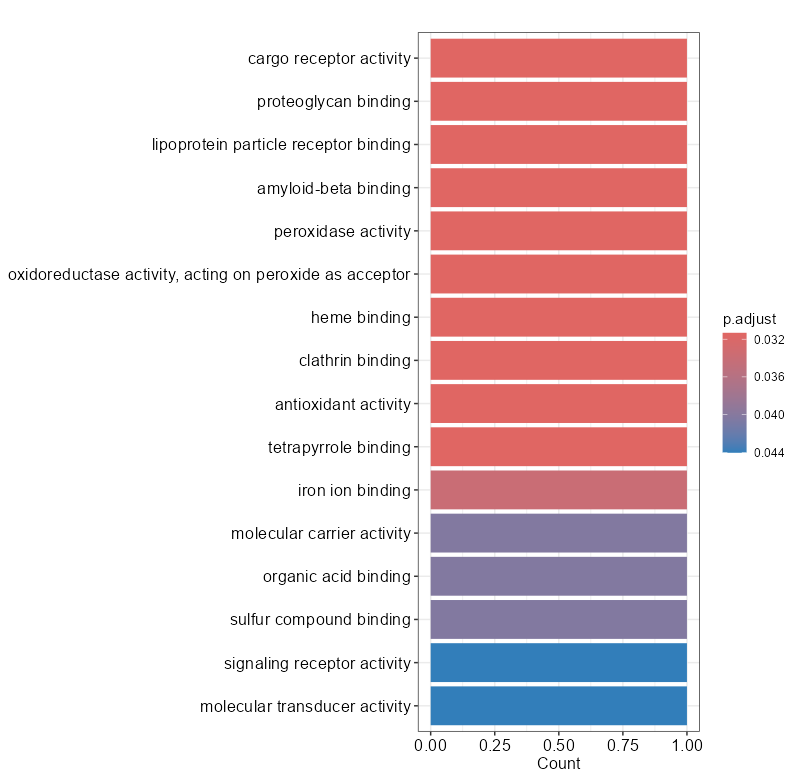 cargo receptor activity
proteoglycan binding
lipoprotein particle receptor binding
amyloid-beta binding
peroxidase activity
oxidoreductase activity, acting on peroxide as acceptor
heme binding
clathrin binding
antioxidant activity
tetrapyrrole binding
iron ion binding
molecular carrier activity
organic acid binding
sulfur compound binding
signaling receptor activity
molecular transducer activity
0.00 0.25 0.50 0.75 1.00
Count
p.adjust
0.032
0.036
0.040
0.044